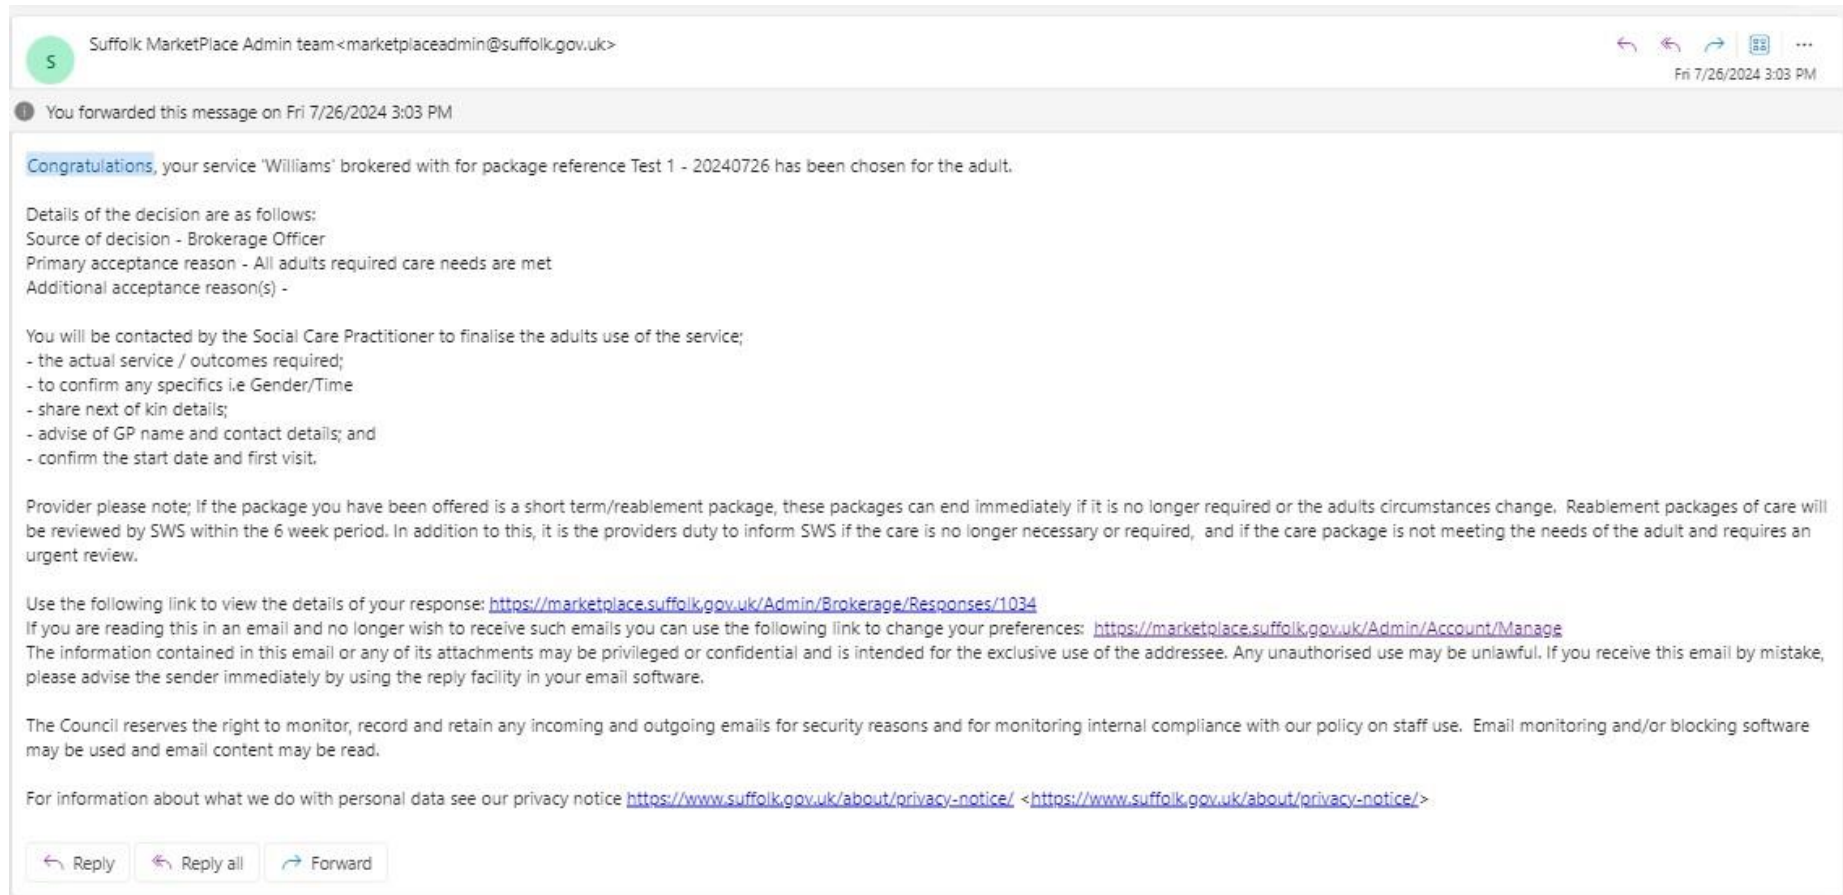 Suffolk MarketPlace Admin team<marketplaceadmin@suffolk.gov.uk>
S
Fri 7/26/2024 3:03 PM
You forwarded this message on Fri 7/26/2024 3:03 PM
Congratulations, your service 'Williams' brokered with for package reference Test 1 - 20240726 has been chosen for the adult.
Details of the decision are as follows:
Source of decision - Brokerage Officer
Primary acceptance reason - All adults required care needs are met
Additional acceptance reason(s) -
You will be contacted by the Social Care Practitioner to finalise the adults use of the service;
- the actual service / outcomes required;
- to confirm any specifics i.e Gender/Time
- share next of kin details;
- advise of GP name and contact details; and
- confirm the start date and first visit.
Provider please note; If the package you have been offered is a short term/reablement package, these packages can end immediately if it is no longer required or the adults circumstances change.  Reablement packages of care will
be reviewed by SWS within the 6 week period. In addition to this, it is the providers duty to inform SWS if the care is no longer necessary or required,  and if the care package is not meeting the needs of the adult and requires an
urgent review.
Use the following link to view the details of your response: https://marketplace.suffolk.gov.uk/Admin/Brokerage/Responses/1034
If you are reading this in an email and no longer wish to receive such emails you can use the following link to change your preferences:  https://marketplace.suffolk.gov.uk/Admin/Account/Manage
The information contained in this email or any of its attachments may be privileged or confidential and is intended for the exclusive use of the addressee. Any unauthorised use may be unlawful. If you receive this email by mistake,
please advise the sender immediately by using the reply facility in your email software.
The Council reserves the right to monitor, record and retain any incoming and outgoing emails for security reasons and for monitoring internal compliance with our policy on staff use.  Email monitoring and/or blocking software
may be used and email content may be read.
For information about what we do with personal data see our privacy notice https://www.suffolk.gov.uk/about/privacy-notice/ <https://www.suffolk.gov.uk/about/privacy-notice/>
Reply Reply all Forward